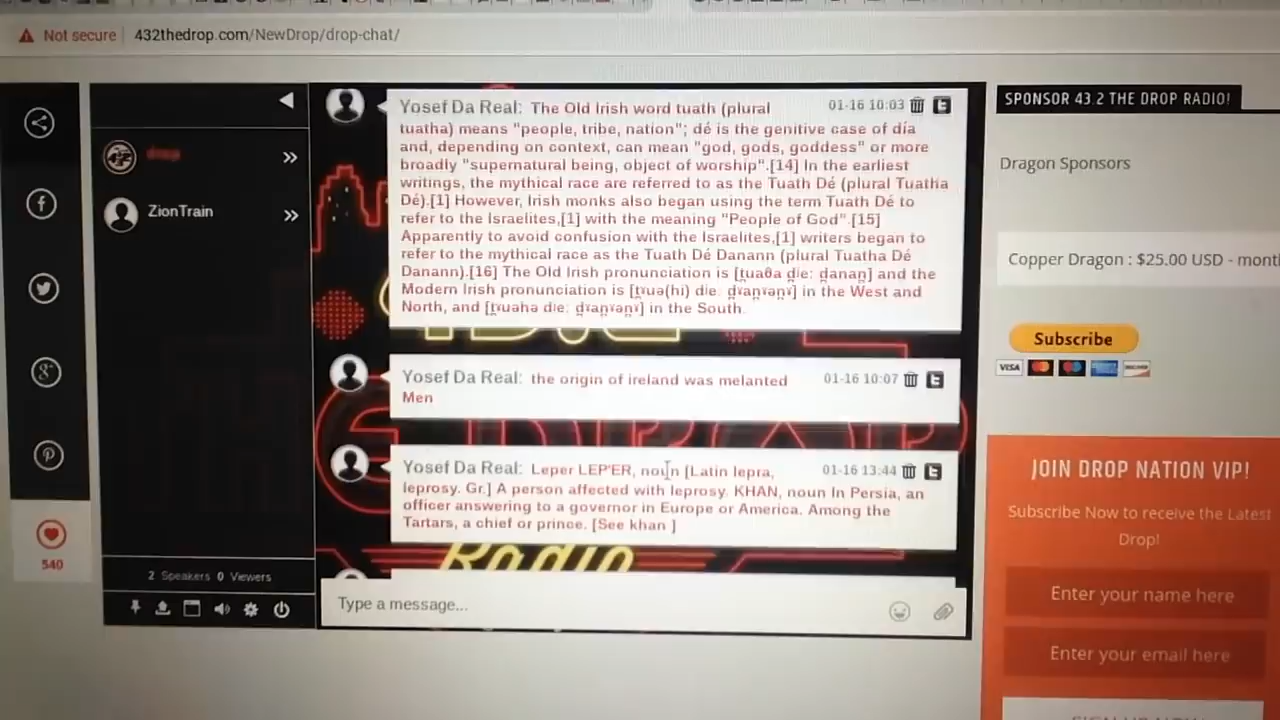 Not secure 432thedrop.com/NewDrop/drop-chat/
ZionTrain
2 Speakers 0 Viewers
540
Yosef Da Real: The Old Irish word tuath (plural 01-16 10:03
tuatha) means "people, tribe, nation"; dé is the genitive case of día
and, depending on context, can mean "god, gods, goddess" or more
broadly "supernatural being, object of worship".[14] In the earliest
writings, the mythical race are referred to as the Tuath Dé (plural Tuatha
Dé).[1] However, Irish monks also began using the term Tuath Dé to
refer to the Israelites,[1] with the meaning "People of God".[15]
Apparently to avoid confusion with the Israelites,[1] writers began to
refer to the mythical race as the Tuath Dé Danann (plural Tuatha Dé
Danann).[16] The Old Irish pronunciation is and the
Modern Irish pronunciation is in the West and
North, and in the South.
Yosef Da Real: the origin of ireland was melanted 01-16 10:07
Men
Yosef Da Real: Leper LEP'ER, noun [Latin lepra, 01-16 13:44
leprosy. Gr.] A person affected with leprosy. KHAN, noun In Persia, an
officer answering to a governor in Europe or America. Among the
Tartars, a chief or prince. [See khan ]
Radio
Type a message...
SPONSOR 43.2 THE DROP RADIO!
Dragon Sponsors
Copper Dragon : $25.00 USD - mont
Subscribe
VISA
JOIN DROP NATION VIP!
Subscribe Now to receive the Latest
Drop!
Enter your name here
Enter your email here